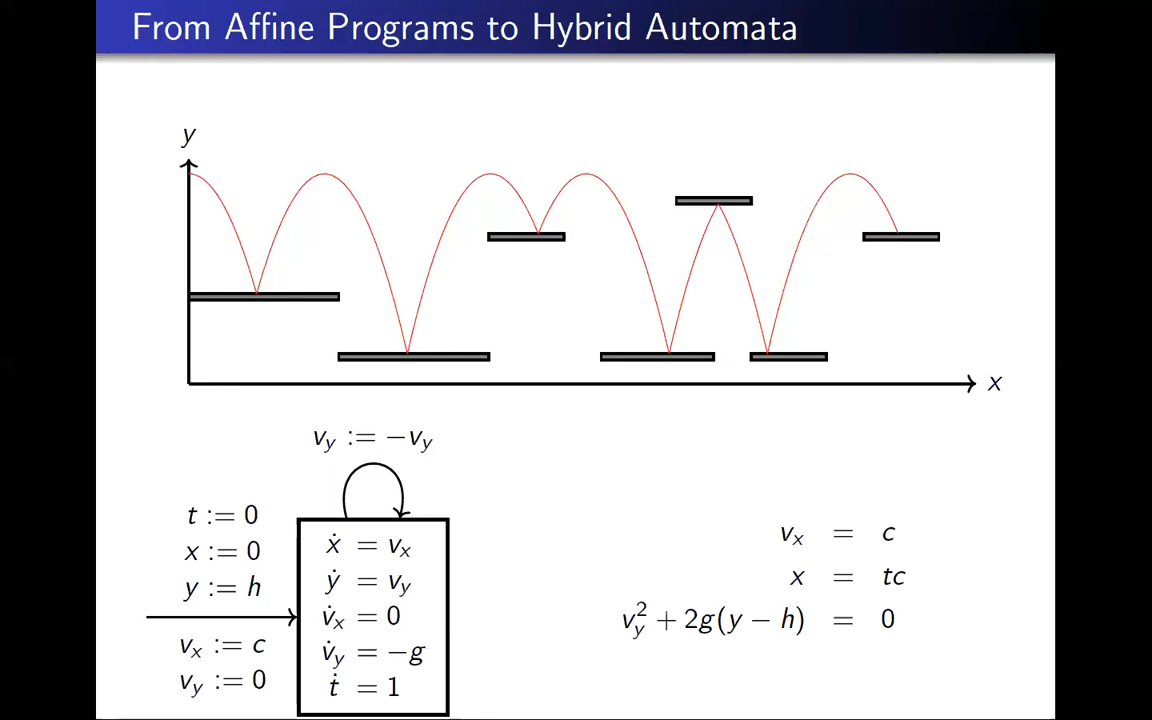 From Affine Programs to Hybrid Automata
y
x
v_y := −v_y
t := 0
x := 0
y := h
v_x := c
v_y := 0
ẋ = v_x
ẏ = v_y
v̇_x = 0
v̇_y = −g
ṫ = 1
v_x = c
x = tc
v_y^2 + 2g(y − h) = 0